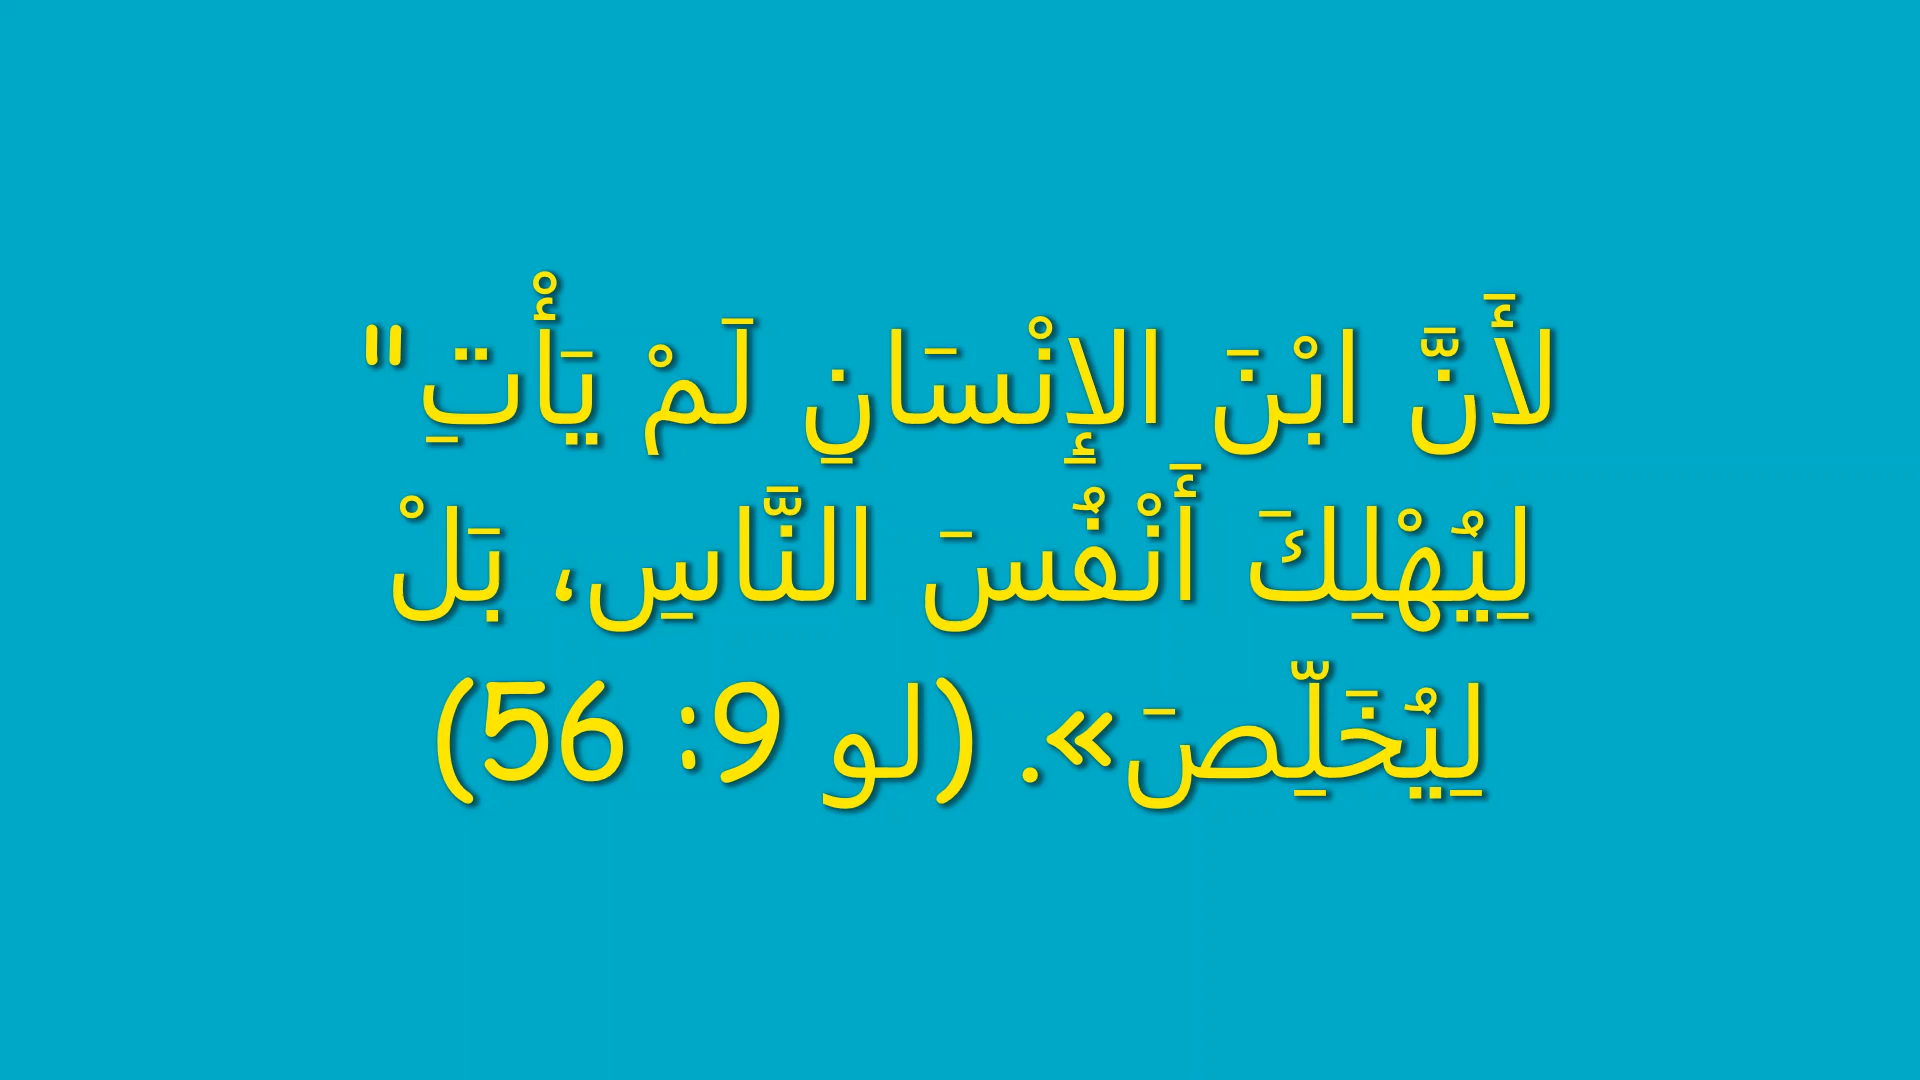 لأَنَّ ابْنَ الإِنْسَانِ لَمْ يَأْتِ"
لِيُهْلِكَ أَنْفُسَ النَّاسِ، بَلْ
لِيُخَلِّصَ». (لو 9: 56)